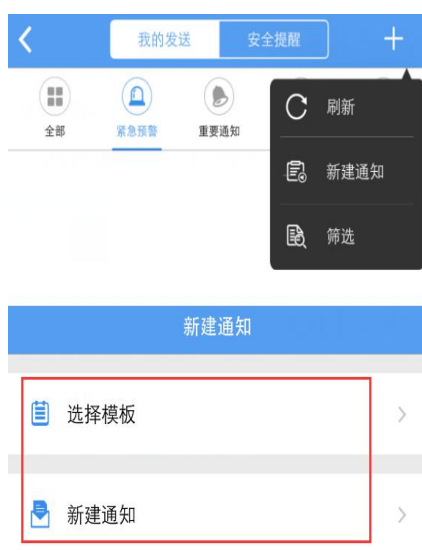 我的发送 安全提醒
全部 紧急预警 重要通知
刷新
新建通知
筛选
新建通知
选择模板
新建通知